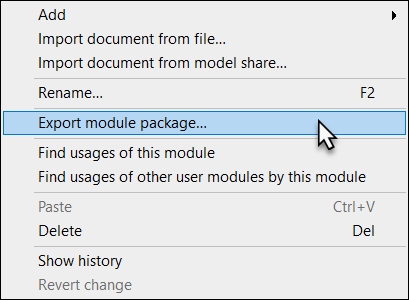 Add
Import document from file...
Import document from model share...
Rename... F2
Export module package...
Find usages of this module
Find usages of other user modules by this module
Paste Ctrl+V
Delete Del
Show history
Revert change